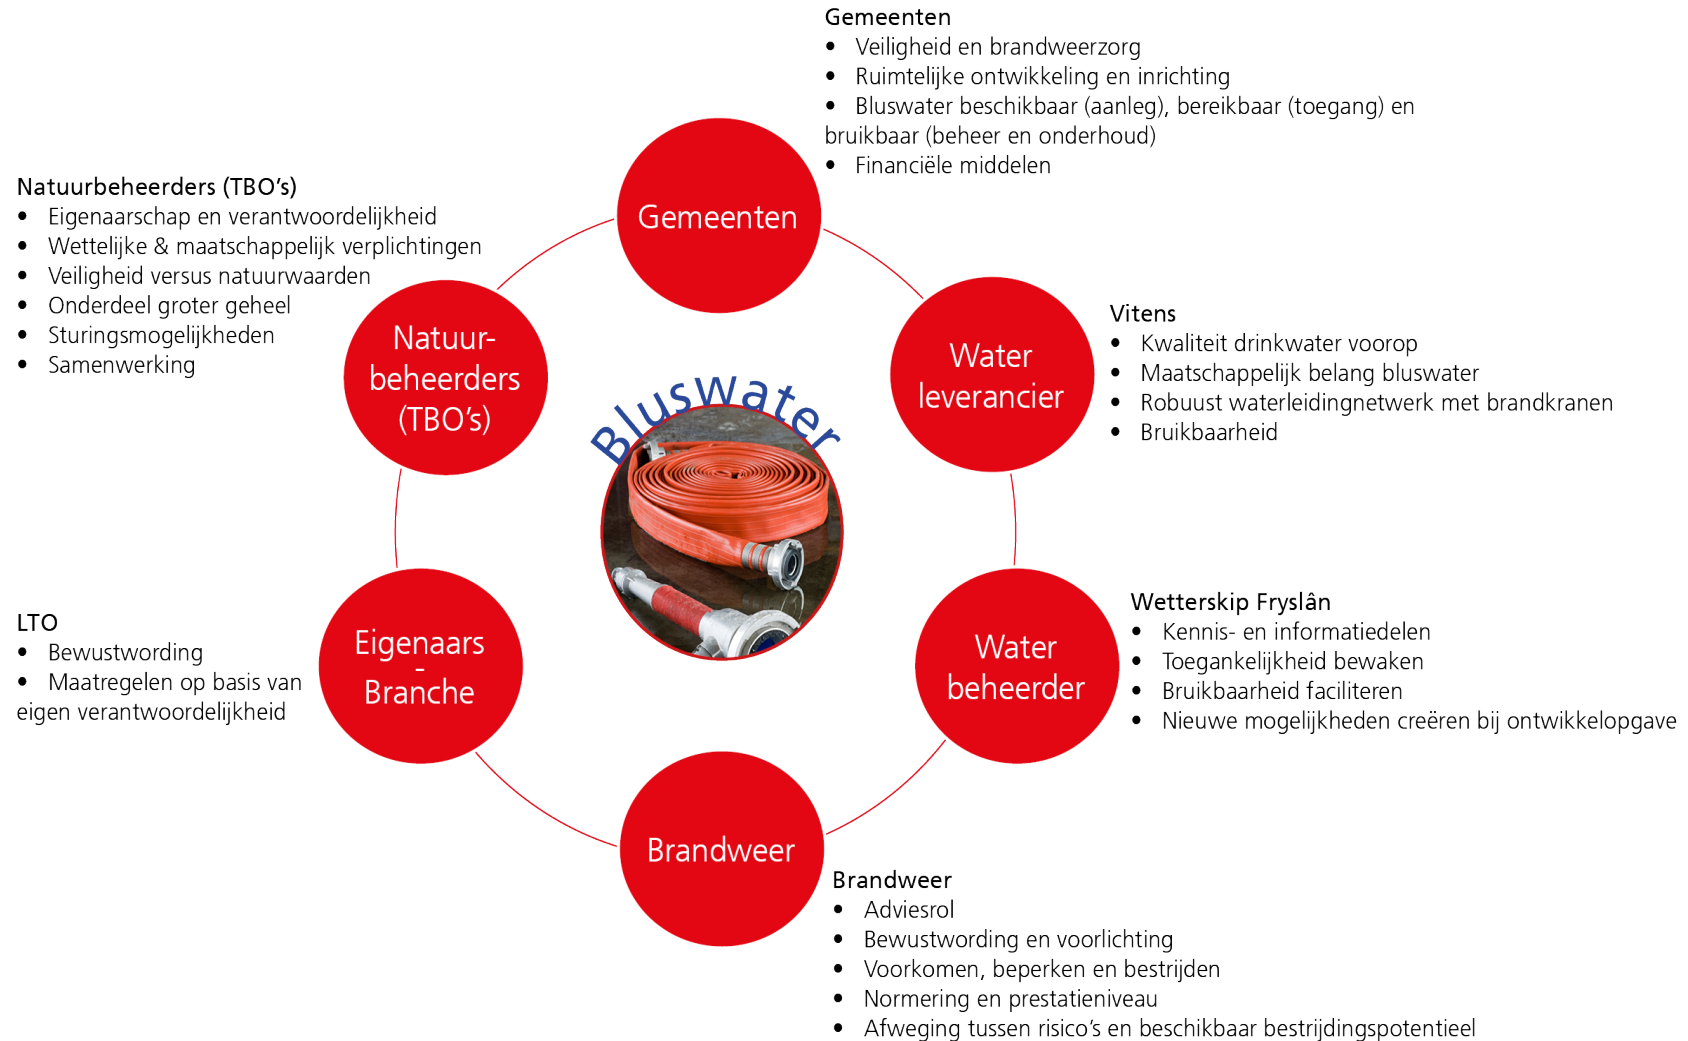 Gemeenten
• Veiligheid en brandweerzorg
• Ruimtelijke ontwikkeling en inrichting
• Bluswater beschikbaar (aanleg), bereikbaar (toegang) en
bruikbaar (beheer en onderhoud)
• Financiële middelen
Natuurbeheerders (TBO’s)
• Eigenaarschap en verantwoordelijkheid
• Wettelijke & maatschappelijk verplichtingen
• Veiligheid versus natuurwaarden
• Onderdeel groter geheel
• Sturingsmogelijkheden
• Samenwerking
Gemeenten
Natuur-
beheerders
(TBO’s)
Water
leverancier
Vitens
• Kwaliteit drinkwater voorop
• Maatschappelijk belang bluswater
• Robuust waterleidingnetwerk met brandkranen
• Bruikbaarheid
Bluswater
LTO
• Bewustwording
• Maatregelen op basis van
eigen verantwoordelijkheid
Eigenaars
-
Branche
Water
beheerder
Wetterskip Fryslân
• Kennis- en informatiedelen
• Toegankelijkheid bewaken
• Bruikbaarheid faciliteren
• Nieuwe mogelijkheden creëren bij ontwikkelopgave
Brandweer
Brandweer
• Adviesrol
• Bewustwording en voorlichting
• Voorkomen, beperken en bestrijden
• Normering en prestatieniveau
• Afweging tussen risico’s en beschikbaar bestrijdingspotentieel